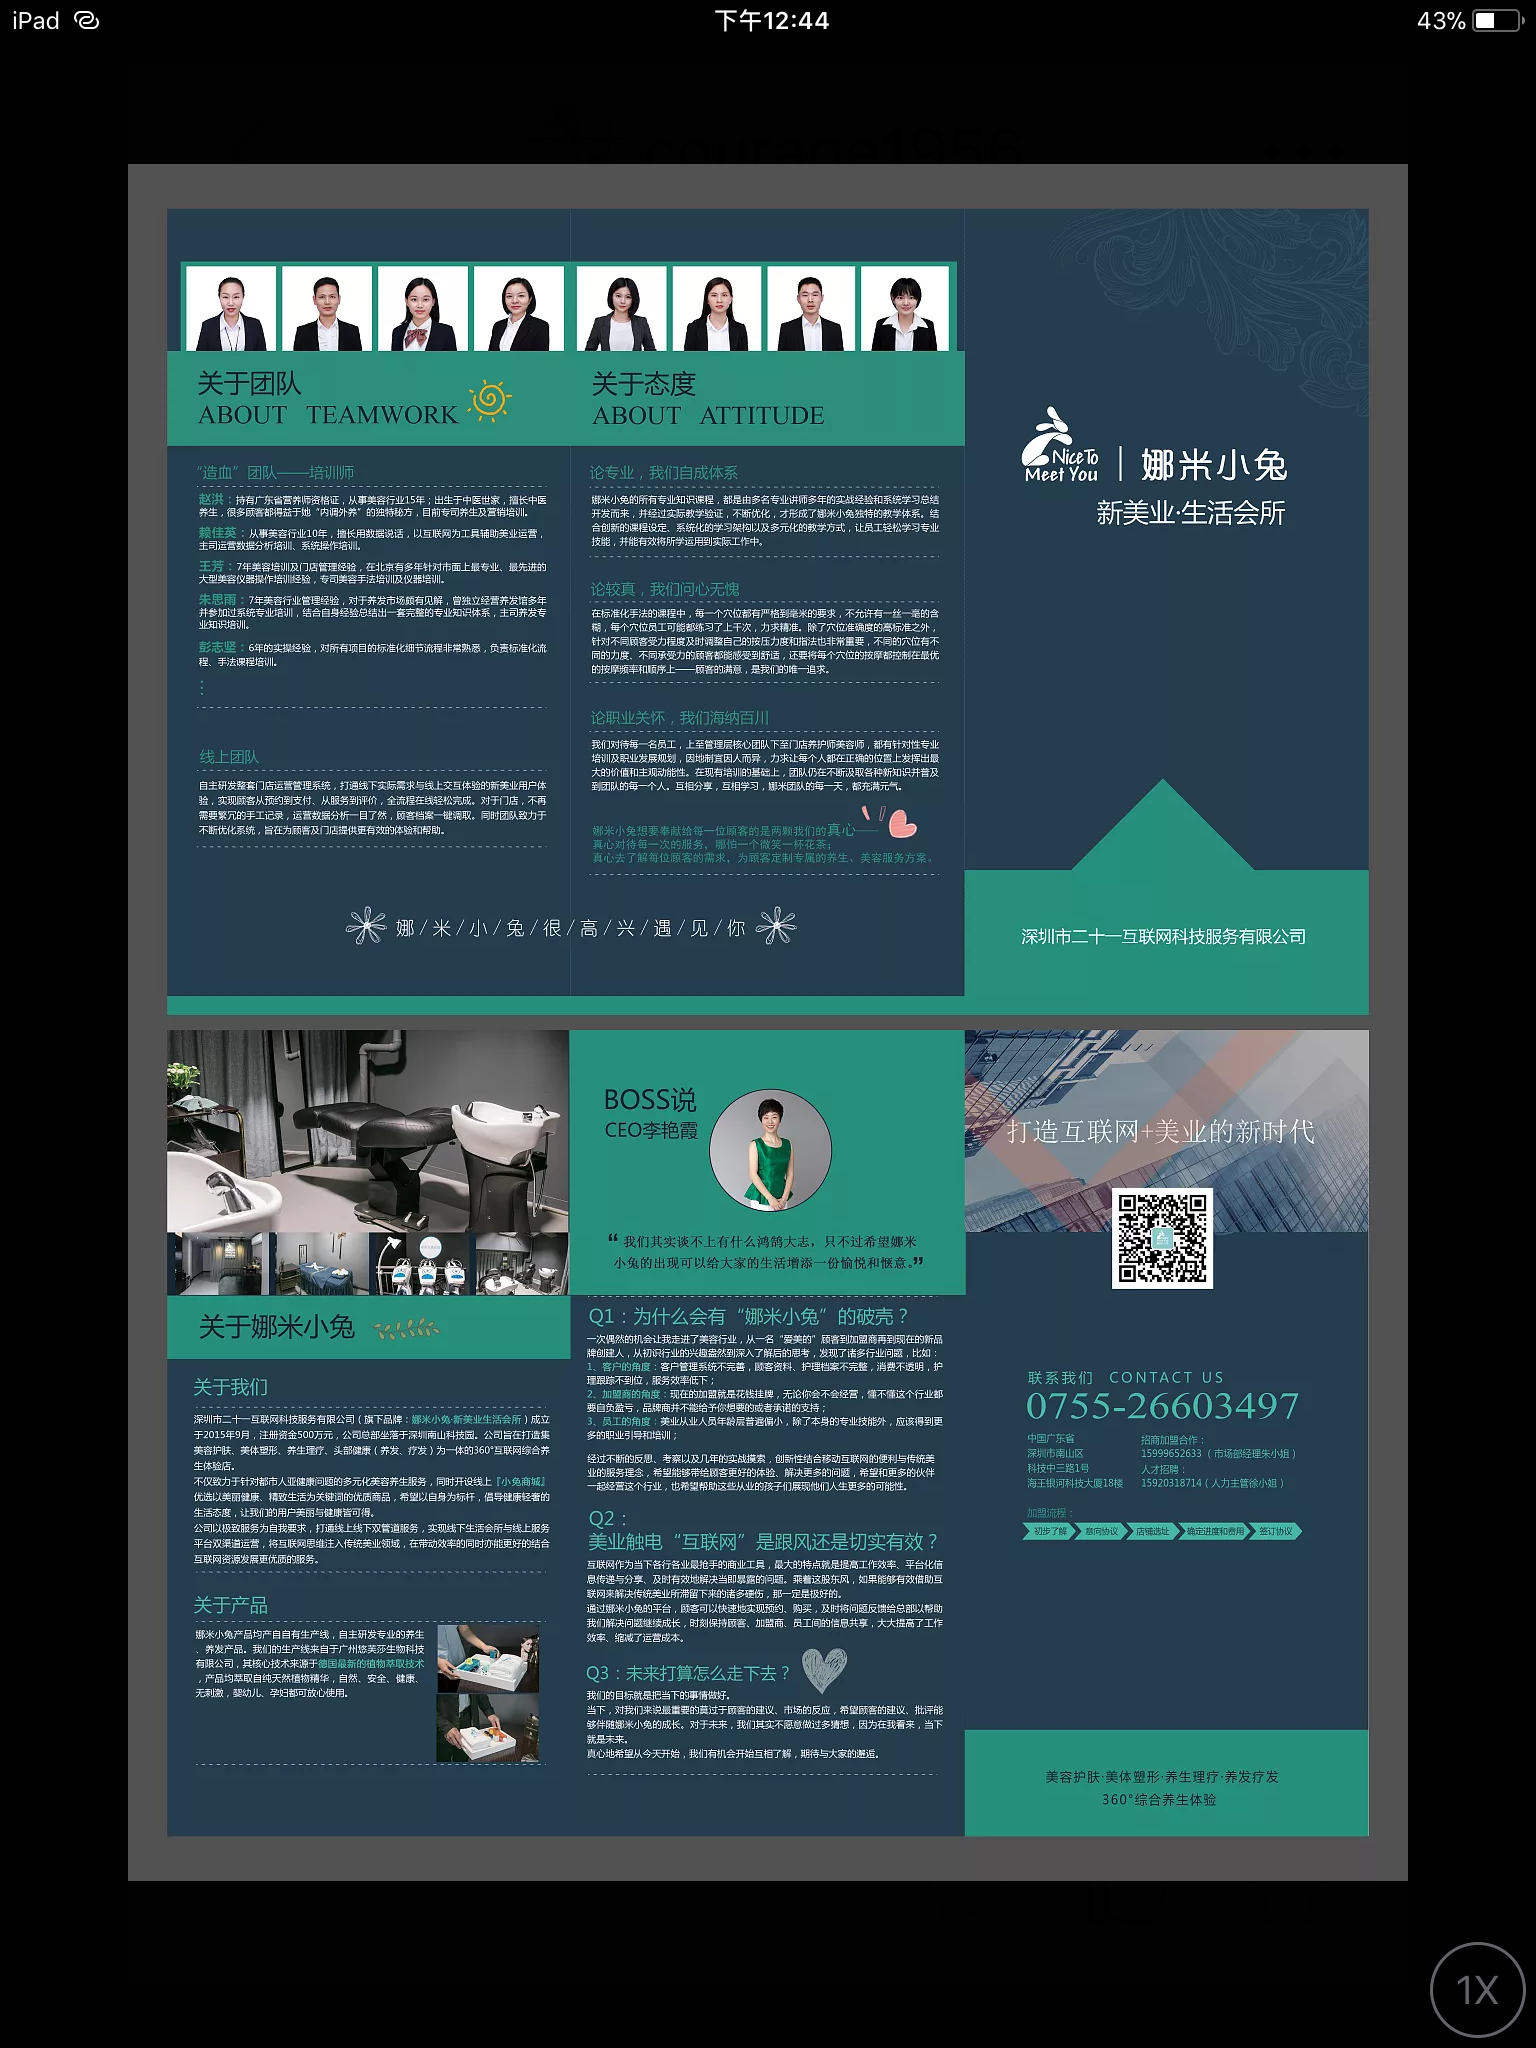 iPad
下午12:44
43%
关于团队
ABOUT TEAMWORK
“造血”团队——培训师
赵洪：持有广东省营养师资格证，从事美容行业15年；出生于中医世家，擅长中医
养生，很多顾客都得益于她“内调外养”的独特秘方，目前专司养生及营销培训。
赖佳英：从事美容行业10年，擅长用数据说话，以互联网为工具辅助美业运营，
主司运营数据分析培训、系统操作培训。
王芳：7年美容培训及门店管理经验，在北京有多年针对市面上最专业、最先进的
大型美容仪器操作培训经验，专司美容手法培训及仪器培训。
朱思雨：7年美容行业管理经验，对于养发市场颇有见解，曾独立经营养发馆多年
并参加过系统专业培训，结合自身经验总结出一套完整的专业知识体系，主司养发专
业知识培训。
彭志坚：6年的实操经验，对所有项目的标准化细节流程非常熟悉，负责标准化流
程、手法课程培训。
线上团队
自主研发整套门店运营管理系统，打通线下实际需求与线上交互体验的新美业用户体
验，实现顾客从预约到支付、从服务到评价，全流程在线轻松完成。对于门店，不再
需要繁冗的手工记录，运营数据分析一目了然，顾客档案一键调取。同时团队致力于
不断优化系统，旨在为顾客及门店提供更有效的体验和帮助。
关于态度
ABOUT ATTITUDE
论专业，我们自成体系
娜米小兔的所有专业知识课程，都是由多名专业讲师多年的实战经验和系统学习总结
开发而来，并经过实际教学验证，不断优化，才形成了娜米小兔独特的教学体系。结
合创新的课程设定、系统化的学习架构以及多元化的教学方式，让员工轻松学习专业
技能，并能有效将所学运用到实际工作中。
论较真，我们问心无愧
在标准化手法的课程中，每一个穴位都有严格到毫米的要求，不允许有一丝一毫的含
糊，每个穴位员工可能都练习了上千次，力求精准。除了穴位准确度的高标准之外，
针对不同顾客受力程度及时调整自己的按压力度和指法也非常重要，不同的穴位有不
同的力度、不同承受力的顾客都能感受到舒适，还要将每个穴位的按摩都控制在最优
的按摩频率和顺序上——顾客的满意，是我们的唯一追求。
论职业关怀，我们海纳百川
我们对待每一名员工，上至管理层核心团队下至门店养护师美容师，都有针对性专业
培训及职业发展规划，因地制宜因人而异，力求让每个人都在正确的位置上发挥出最
大的价值和主观动能性。在现有培训的基础上，团队仍在不断汲取各种新知识并普及
到团队的每一个人。互相分享，互相学习，娜米团队的每一天，都充满元气。
娜米小兔想要奉献给每一位顾客的是两颗我们的真心——
真心对待每一次的服务，哪怕一个微笑一杯花茶；
真心去了解每位顾客的需求，为顾客定制专属的养生、美容服务方案。
娜/米/小/兔/很/高/兴/遇/见/你
Nice To
Meet You
娜米小兔
新美业·生活会所
深圳市二十一互联网科技服务有限公司
关于娜米小兔
关于我们
深圳市二十一互联网科技服务有限公司（旗下品牌：娜米小兔·新美业生活会所）成立
于2015年9月，注册资金500万元，公司总部坐落于深圳南山科技园。公司旨在打造集
美容护肤、美体塑形、养生理疗、头部健康（养发、疗发）为一体的360°互联网综合养
生体验店。
不仅致力于针对都市人亚健康问题的多元化美容养生服务，同时开设线上『小兔商城』
优选以美丽健康、精致生活为关键词的优质商品，希望以自身为标杆，倡导健康轻奢的
生活态度，让我们的用户美丽与健康皆可得。
公司以极致服务为自我要求，打通线上线下双管道服务，实现线下生活会所与线上服务
平台双渠道运营，将互联网思维注入传统美业领域，在带动效率的同时亦能更好的结合
互联网资源发展更优质的服务。
关于产品
娜米小兔产品均产自自有生产线，自主研发专业的养生
、养发产品。我们的生产线来自于广州悠芙莎生物科技
有限公司，其核心技术来源于德国最新的植物萃取技术
，产品均萃取自纯天然植物精华，自然、安全、健康、
无刺激，婴幼儿、孕妇都可放心使用。
BOSS说
CEO李艳霞
“我们其实谈不上有什么鸿鹄大志，只不过希望娜米
小兔的出现可以给大家的生活增添一份愉悦和惬意。”
Q1：为什么会有“娜米小兔”的破壳？
一次偶然的机会让我走进了美容行业，从一名“爱美的”顾客到加盟商再到现在的新品
牌创建人，从初识行业的兴趣盎然到深入了解后的思考，发现了诸多行业问题，比如：
1、客户的角度：客户管理系统不完善，顾客资料、护理档案不完整，消费不透明，护
理跟踪不到位，服务效率低下；
2、加盟商的角度：现在的加盟就是花钱挂牌，无论你会不会经营，懂不懂这个行业都
要自负盈亏，品牌商并不能给予你想要的或者承诺的支持；
3、员工的角度：美业从业人员年龄层普遍偏小，除了本身的专业技能外，应该得到更
多的职业引导和培训；
经过不断的反思、考察以及几年的实战摸索，创新性结合移动互联网的便利与传统美
业的服务理念，希望能够带给顾客更好的体验、解决更多的问题，希望和更多的伙伴
一起经营这个行业，也希望帮助这些从业的孩子们展现他们人生更多的可能性。
Q2：
美业触电“互联网”是跟风还是切实有效？
互联网作为当下各行各业最抢手的商业工具，最大的特点就是提高工作效率、平台化信
息传递与分享、及时有效地解决当即暴露的问题。乘着这股东风，如果能够有效借助互
联网来解决传统美业所滞留下来的诸多硬伤，那一定是极好的。
通过娜米小兔的平台，顾客可以快速地实现预约、购买，及时将问题反馈给总部以帮助
我们解决问题继续成长，时刻保持顾客、加盟商、员工间的信息共享，大大提高了工作
效率、缩减了运营成本。
Q3：未来打算怎么走下去？
我们的目标就是把当下的事情做好。
当下，对我们来说最重要的莫过于顾客的建议、市场的反应，希望顾客的建议、批评能
够伴随娜米小兔的成长。对于未来，我们其实不愿意做过多猜想，因为在我看来，当下
就是未来。
真心地希望从今天开始，我们有机会开始互相了解，期待与大家的邂逅。
打造互联网+美业的新时代
联系我们 CONTACT US
0755-26603497
中国广东省
深圳市南山区
科技中三路1号
海王银河科技大厦18楼
招商加盟合作：
15999652633（市场部经理朱小姐）
人才招聘：
15920318714（人力主管徐小姐）
加盟流程：
初步了解 意向协议 店铺选址 确定进度和费用 签订协议
美容护肤·美体塑形·养生理疗·养发疗发
360°综合养生体验
1X